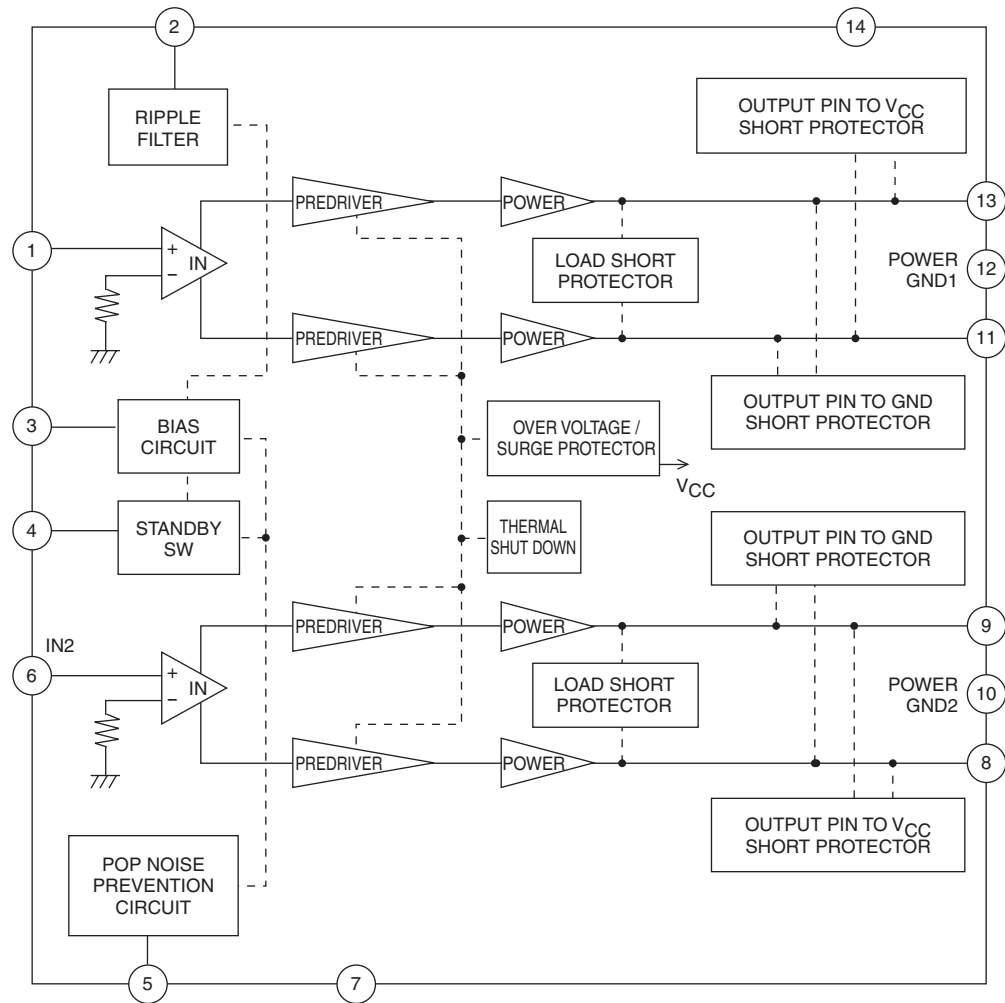 2
14
RIPPLE
FILTER
OUTPUT PIN TO VCC
SHORT PROTECTOR
PREDRIVER
POWER
13
1
+
−
IN
LOAD SHORT
PROTECTOR
POWER
GND1
12
PREDRIVER
POWER
11
3
BIAS
CIRCUIT
OVER VOLTAGE /
SURGE PROTECTOR
VCC
OUTPUT PIN TO GND
SHORT PROTECTOR
4
STANDBY
SW
THERMAL
SHUT DOWN
OUTPUT PIN TO GND
SHORT PROTECTOR
PREDRIVER
POWER
9
IN2
6
+
−
IN
LOAD SHORT
PROTECTOR
POWER
GND2
10
PREDRIVER
POWER
8
OUTPUT PIN TO VCC
SHORT PROTECTOR
POP NOISE
PREVENTION
CIRCUIT
5
7